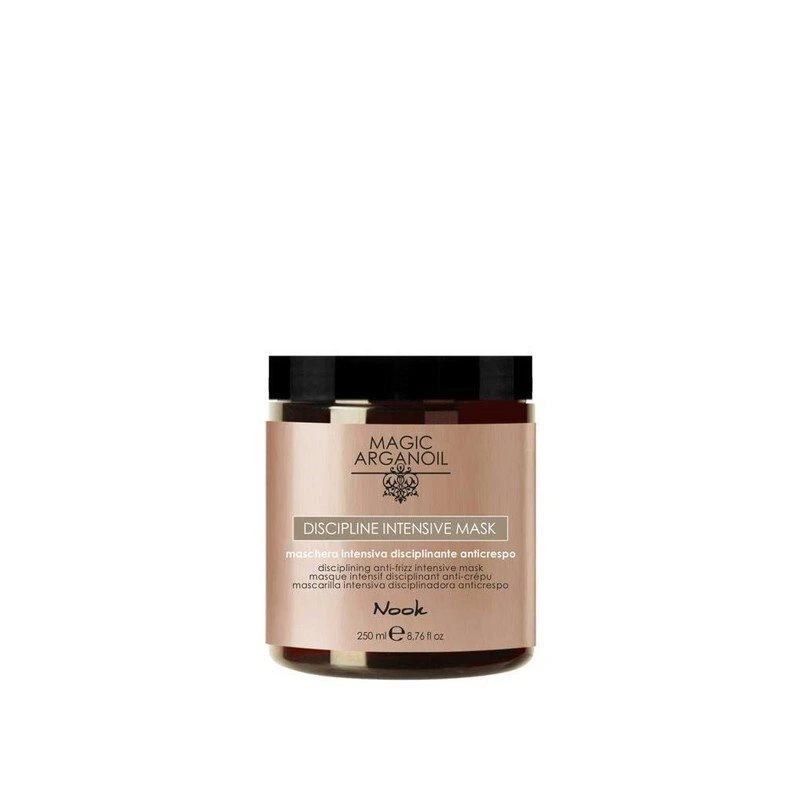 MAGIC
ARGANOIL
DISCIPLINE INTENSIVE MASK
maschera intensiva disciplinante anticrespo
disciplining anti-frizz intensive mask
masque intensif disciplinant anti-crépu
mascarilla intensiva disciplinadora anticrespo
Nook
250 ml e 8,76 fl oz